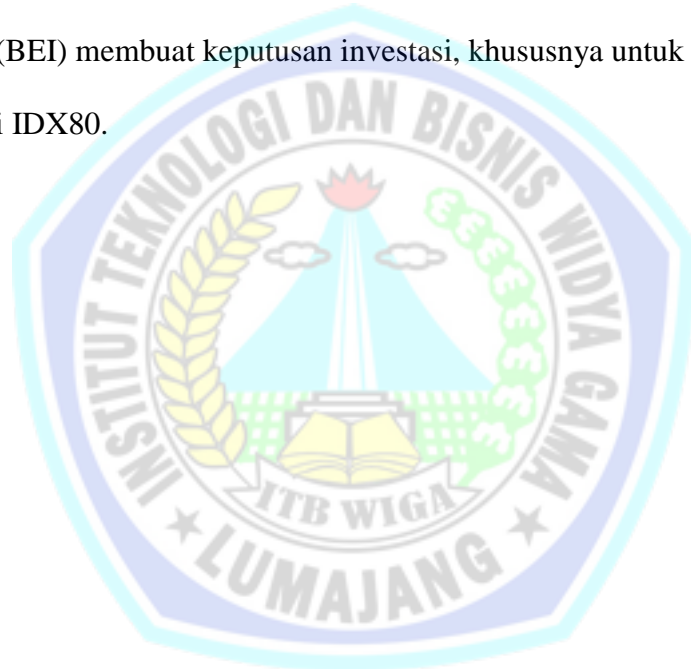 (BEI) membuat keputusan investasi, khususnya untuk
i IDX80.
INSTITUT TEKNOLOGI DAN BISNIS WIDYA GAMA
ITB WIGA
LUMAJANG